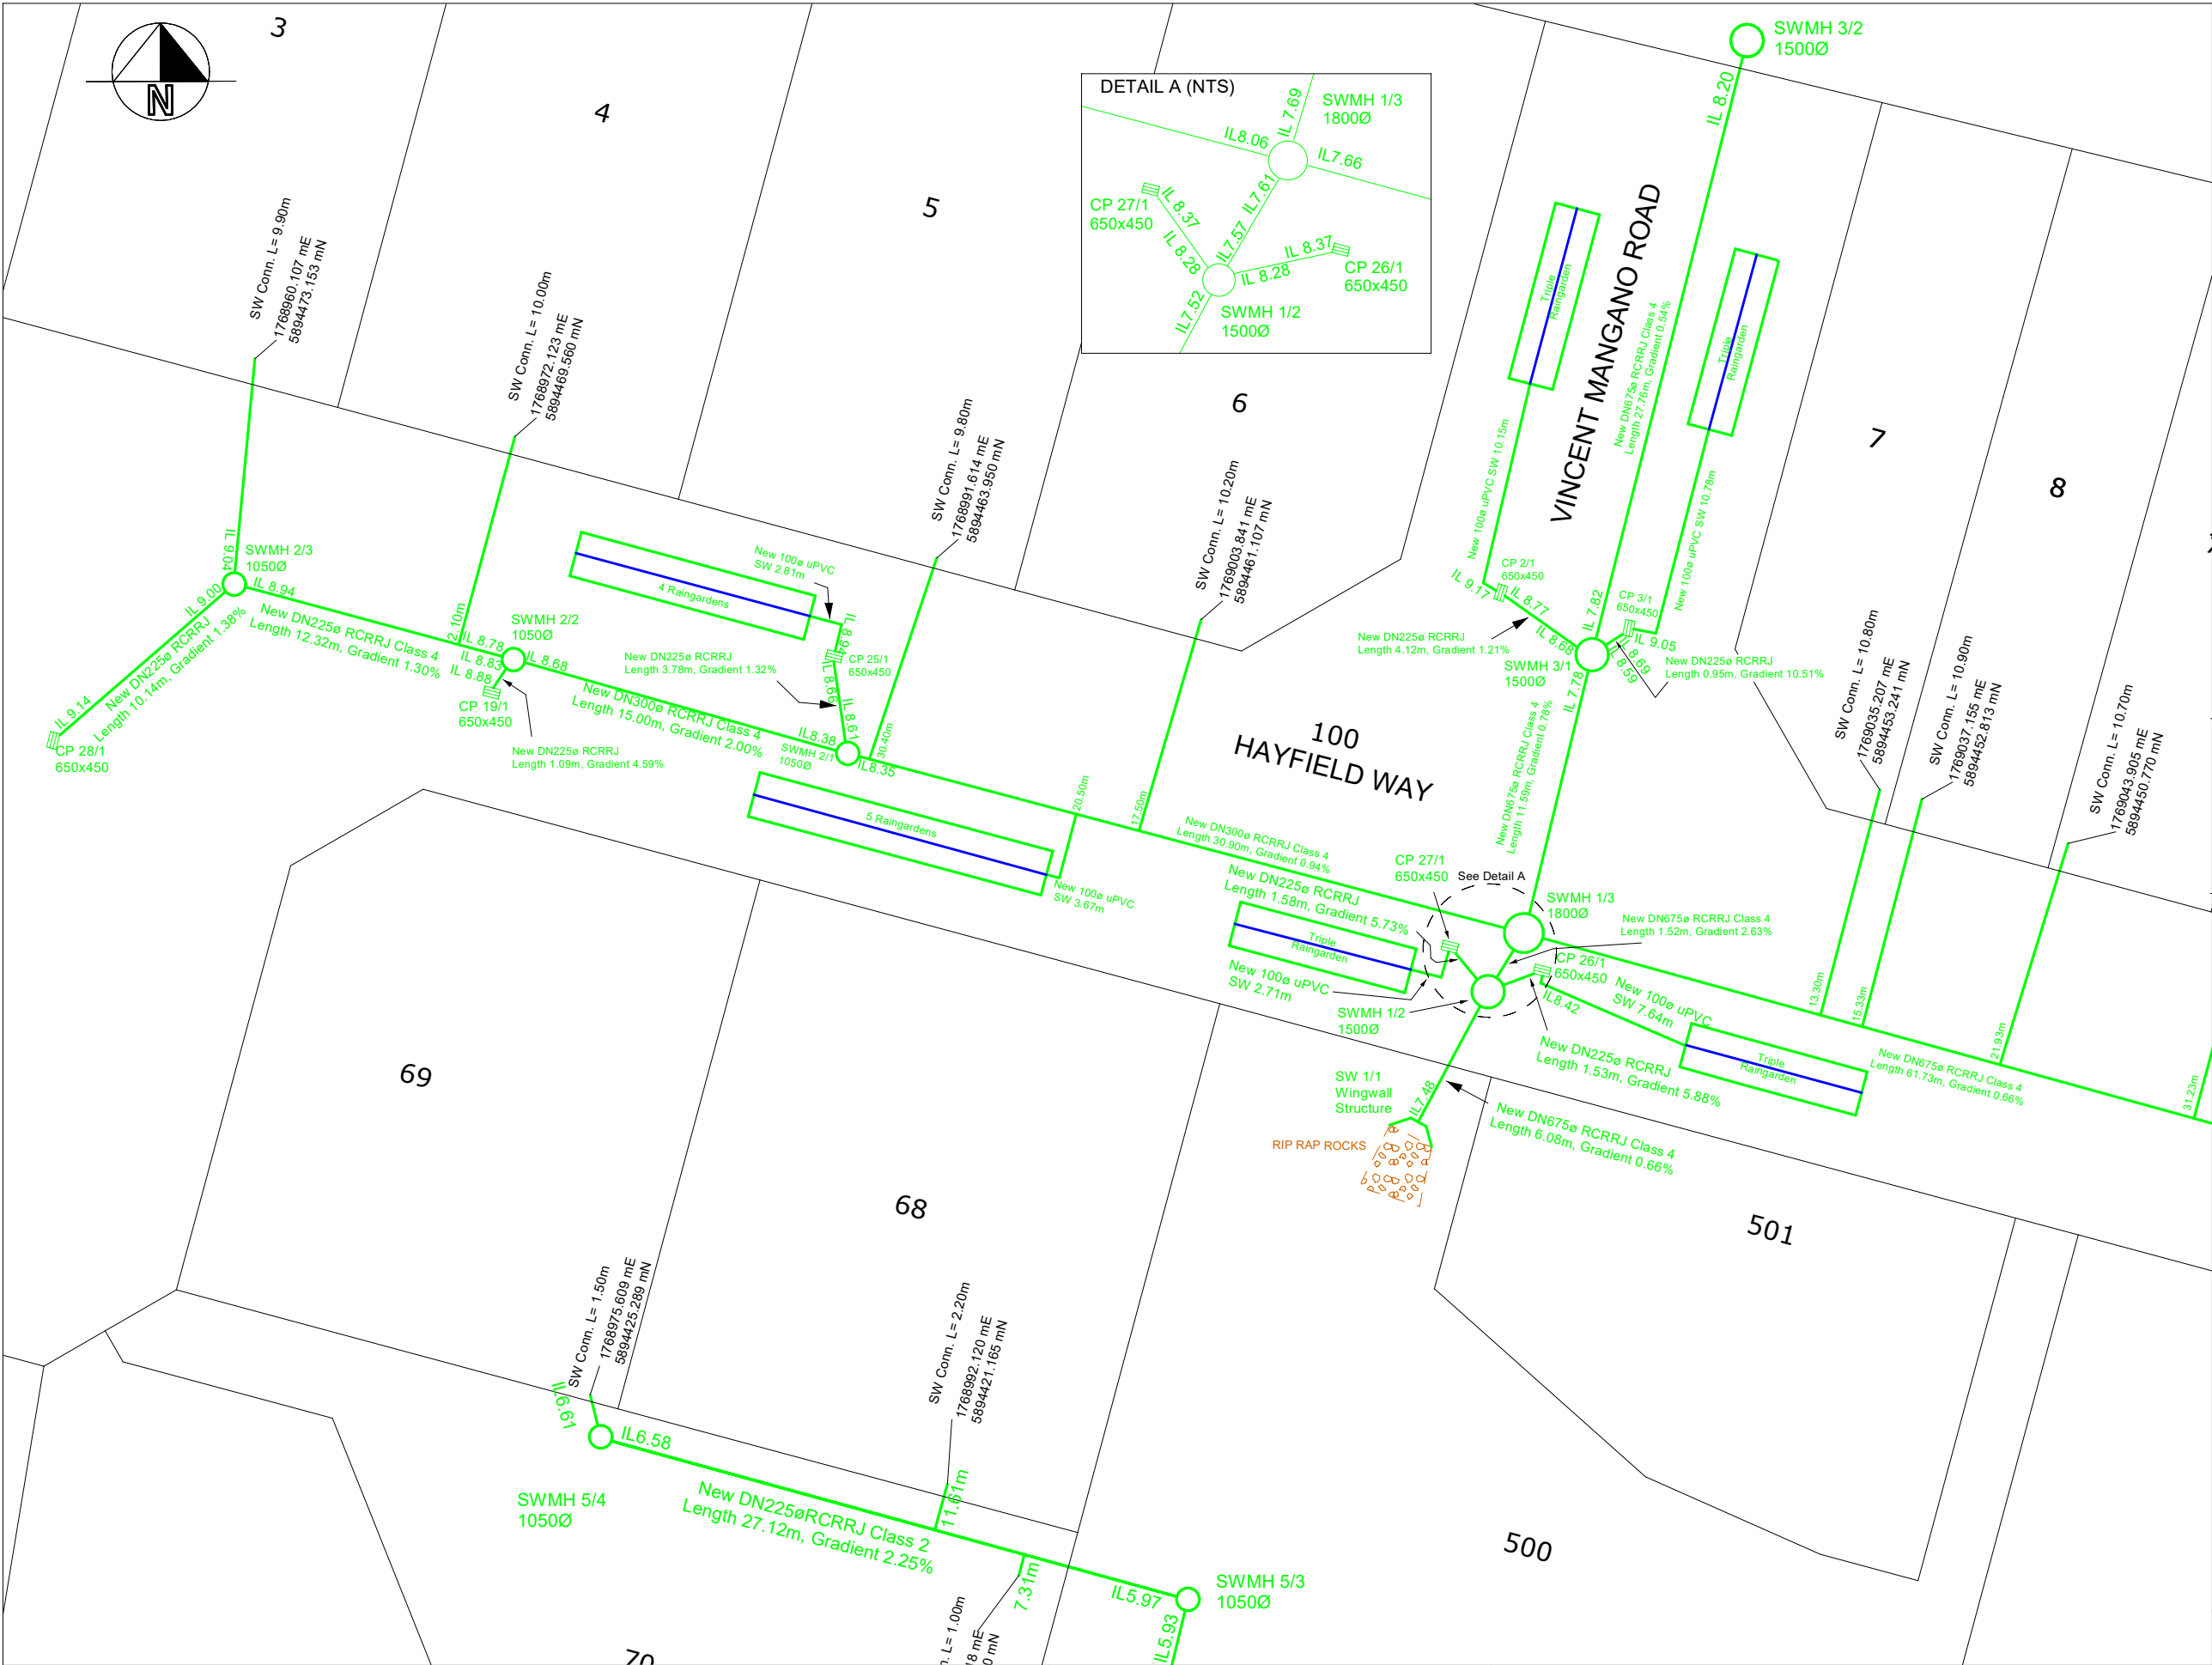 3
N
4
5
6
7
8
DETAIL A (NTS)
SWMH 1/3
1800Ø
IL 7.69
IL8.06
IL7.66
IL7.61
CP 27/1
650x450
IL 8.37
IL 8.28
IL7.57
IL 8.37
IL 8.28
CP 26/1
650x450
IL7.52
SWMH 1/2
1500Ø
SWMH 3/2
1500Ø
IL 8.20
VINCENT MANGANO ROAD
New DN675ø RCRRJ Class 4
Length 27.76m, Gradient 0.54%
Triple
Raingarden
Triple
Raingarden
New 100ø uPVC SW 10.15m
New 100ø uPVC SW 10.78m
SW Conn. L= 9.90m
1768960.107 mE
5894473.153 mN
SW Conn. L= 10.00m
1768972.123 mE
5894469.560 mN
SW Conn. L= 9.80m
1768991.614 mE
5894463.950 mN
SW Conn. L= 10.20m
1769003.841 mE
5894461.107 mN
IL 9.04
SWMH 2/3
1050Ø
IL 9.00
IL 8.94
New DN225ø RCRRJ Class 4
Length 12.32m, Gradient 1.30%
IL 9.14
New DN225ø RCRRJ
Length 10.14m, Gradient 1.38%
CP 28/1
650x450
2.10m
IL 8.78
IL 8.83
IL 8.88
SWMH 2/2
1050Ø
IL 8.68
CP 19/1
650x450
New DN225ø RCRRJ
Length 1.09m, Gradient 4.59%
4 Raingardens
New 100ø uPVC
SW 2.81m
IL 8.94
CP 25/1
650x450
IL 8.66
IL8.61
New DN225ø RCRRJ
Length 3.78m, Gradient 1.32%
New DN300ø RCRRJ Class 4
Length 15.00m, Gradient 2.00%
IL8.38
SWMH 2/1
1050Ø
IL8.35
30.40m
5 Raingardens
20.50m
17.50m
New 100ø uPVC
SW 3.67m
CP 2/1
650x450
IL 9.17
IL 8.77
IL 8.68
IL 7.82
CP 3/1
650x450
IL 9.05
IL 8.69
IL 8.59
New DN225ø RCRRJ
Length 4.12m, Gradient 1.21%
SWMH 3/1
1500Ø
New DN225ø RCRRJ
Length 0.95m, Gradient 10.51%
IL 7.78
New DN675ø RCRRJ Class 4
Length 11.59m, Gradient 0.78%
100
HAYFIELD WAY
New DN300ø RCRRJ Class 4
Length 30.90m, Gradient 0.94%
CP 27/1
650x450
See Detail A
SWMH 1/3
1800Ø
New DN225ø RCRRJ
Length 1.58m, Gradient 5.73%
New DN675ø RCRRJ Class 4
Length 1.52m, Gradient 2.63%
Triple
Raingarden
New 100ø uPVC
SW 2.71m
CP 26/1
650x450
IL8.42
New 100ø uPVC
SW 7.64m
SWMH 1/2
1500Ø
New DN225ø RCRRJ
Length 1.53m, Gradient 5.88%
Triple
Raingarden
New DN675ø RCRRJ Class 4
Length 61.73m, Gradient 0.66%
SW Conn. L= 10.80m
1769035.207 mE
5894453.241 mN
SW Conn. L= 10.90m
1769037.155 mE
5894452.813 mN
SW Conn. L= 10.70m
1769043.905 mE
5894450.770 mN
13.30m
15.33m
21.93m
31.23m
SW 1/1
Wingwall
Structure
IL7.48
New DN675ø RCRRJ Class 4
Length 6.08m, Gradient 0.66%
RIP RAP ROCKS
69
68
501
500
70
SW Conn. L= 1.50m
1768975.609 mE
5894425.289 mN
SW Conn. L= 2.20m
1768992.120 mE
5894421.165 mN
IL6.61
IL6.58
SWMH 5/4
1050Ø
New DN225øRCRRJ Class 2
Length 27.12m, Gradient 2.25%
11.61m
7.31m
IL5.97
SWMH 5/3
1050Ø
IL5.93
n. L= 1.00m
18 mE
0 mN